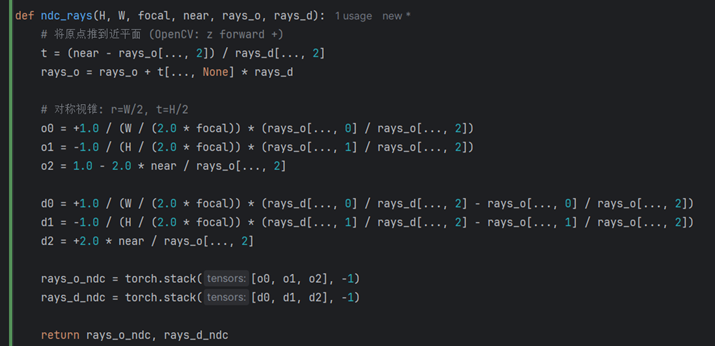 def ndc_rays(H, W, focal, near, rays_o, rays_d): 1 usage new *
# 将原点推到近平面 (OpenCV: z forward +)
t = (near - rays_o[..., 2]) / rays_d[..., 2]
rays_o = rays_o + t[..., None] * rays_d
# 对称视锥: r=W/2, t=H/2
o0 = +1.0 / (W / (2.0 * focal)) * (rays_o[..., 0] / rays_o[..., 2])
o1 = -1.0 / (H / (2.0 * focal)) * (rays_o[..., 1] / rays_o[..., 2])
o2 = 1.0 - 2.0 * near / rays_o[..., 2]
d0 = +1.0 / (W / (2.0 * focal)) * (rays_d[..., 0] / rays_d[..., 2] - rays_o[..., 0] / rays_o[..., 2])
d1 = -1.0 / (H / (2.0 * focal)) * (rays_d[..., 1] / rays_d[..., 2] - rays_o[..., 1] / rays_o[..., 2])
d2 = +2.0 * near / rays_o[..., 2]
rays_o_ndc = torch.stack( tensors: [o0, o1, o2], -1)
rays_d_ndc = torch.stack( tensors: [d0, d1, d2], -1)
return rays_o_ndc, rays_d_ndc